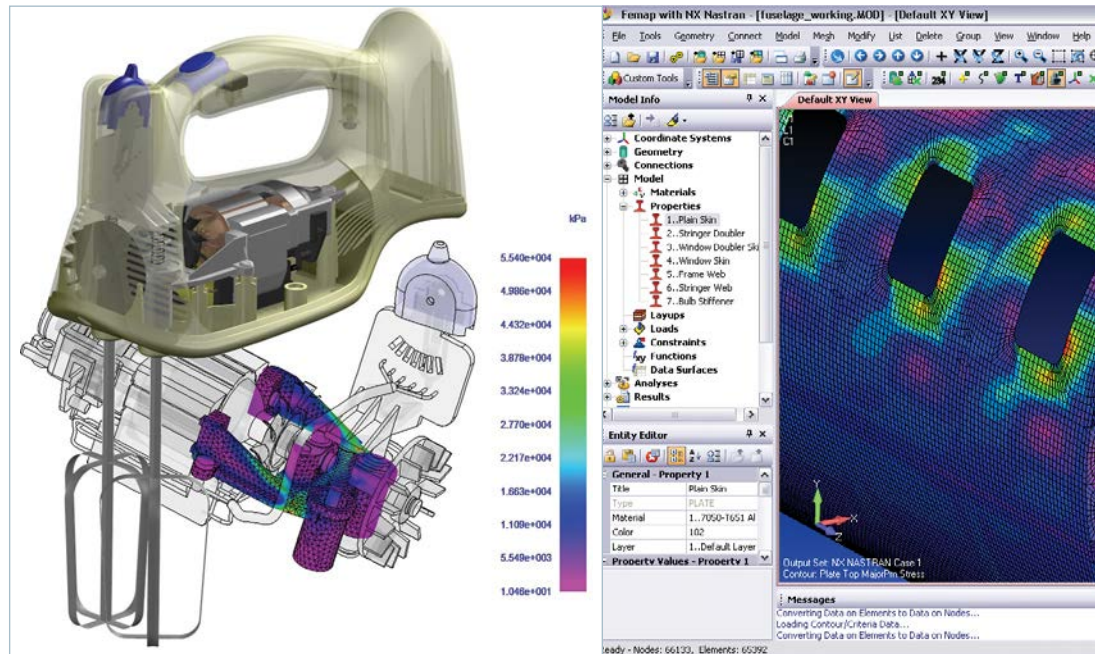 kPa
5.540e+004
4.986e+004
4.432e+004
3.878e+004
3.324e+004
2.770e+004
2.217e+004
1.663e+004
1.109e+004
5.549e+003
1.046e+001
Femap with NX Nastran - [fuselage_working.MOD] - [Default XY View]
File Tools Geometry Connect Model Mesh Modify List Delete Group View Window Help
Custom Tools
Model Info
Default XY View
L1
C1
Coordinate Systems
Geometry
Connections
Model
Materials
Properties
1..Plain Skin
2..Stringer Doubler
3..Window Doubler Ski
4..Window Skin
5..Frame Web
6..Stringer Web
7..Bulb Stiffener
Layups
Loads
Constraints
Functions
Data Surfaces
Analyses
Results
Entity Editor
General - Property 1
Title Plain Skin
Type PLATE
Material 1..7050-T651 Al
Color 102
Layer 1..Default Layer
Property Values - Property 1
Y
X
Z
Output Set: NX NASTRAN Case 1
Contour: Plate Top MajorPrn Stress
Messages
Converting Data on Elements to Data on Nodes...
Loading Contour/Criteria Data...
Converting Data on Elements to Data on Nodes...
Ready - Nodes: 66133, Elements: 65392